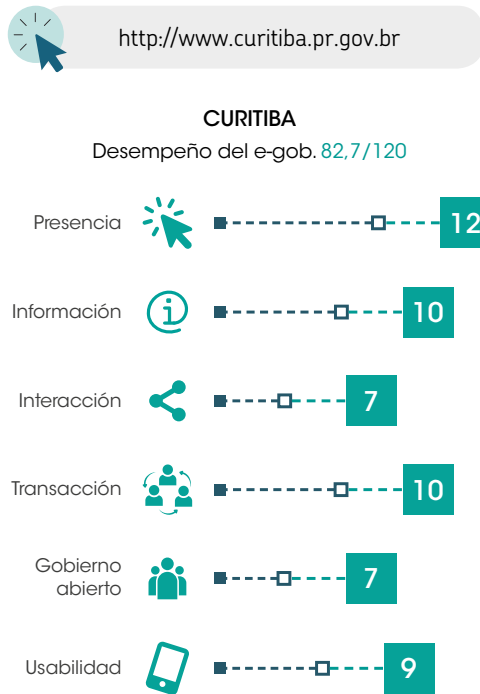 http://www.curitiba.pr.gov.br
CURITIBA
Desempeño del e-gob. 82,7/120
Presencia 12
Información 10
Interacción 7
Transacción 10
Gobierno
abierto 7
Usabilidad 9